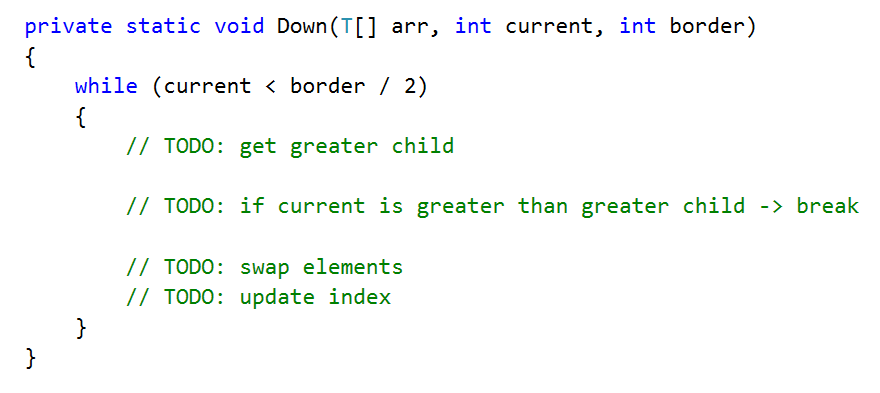 private static void Down(T[] arr, int current, int border)
{
    while (current < border / 2)
    {
        // TODO: get greater child

        // TODO: if current is greater than greater child -> break

        // TODO: swap elements
        // TODO: update index
    }
}